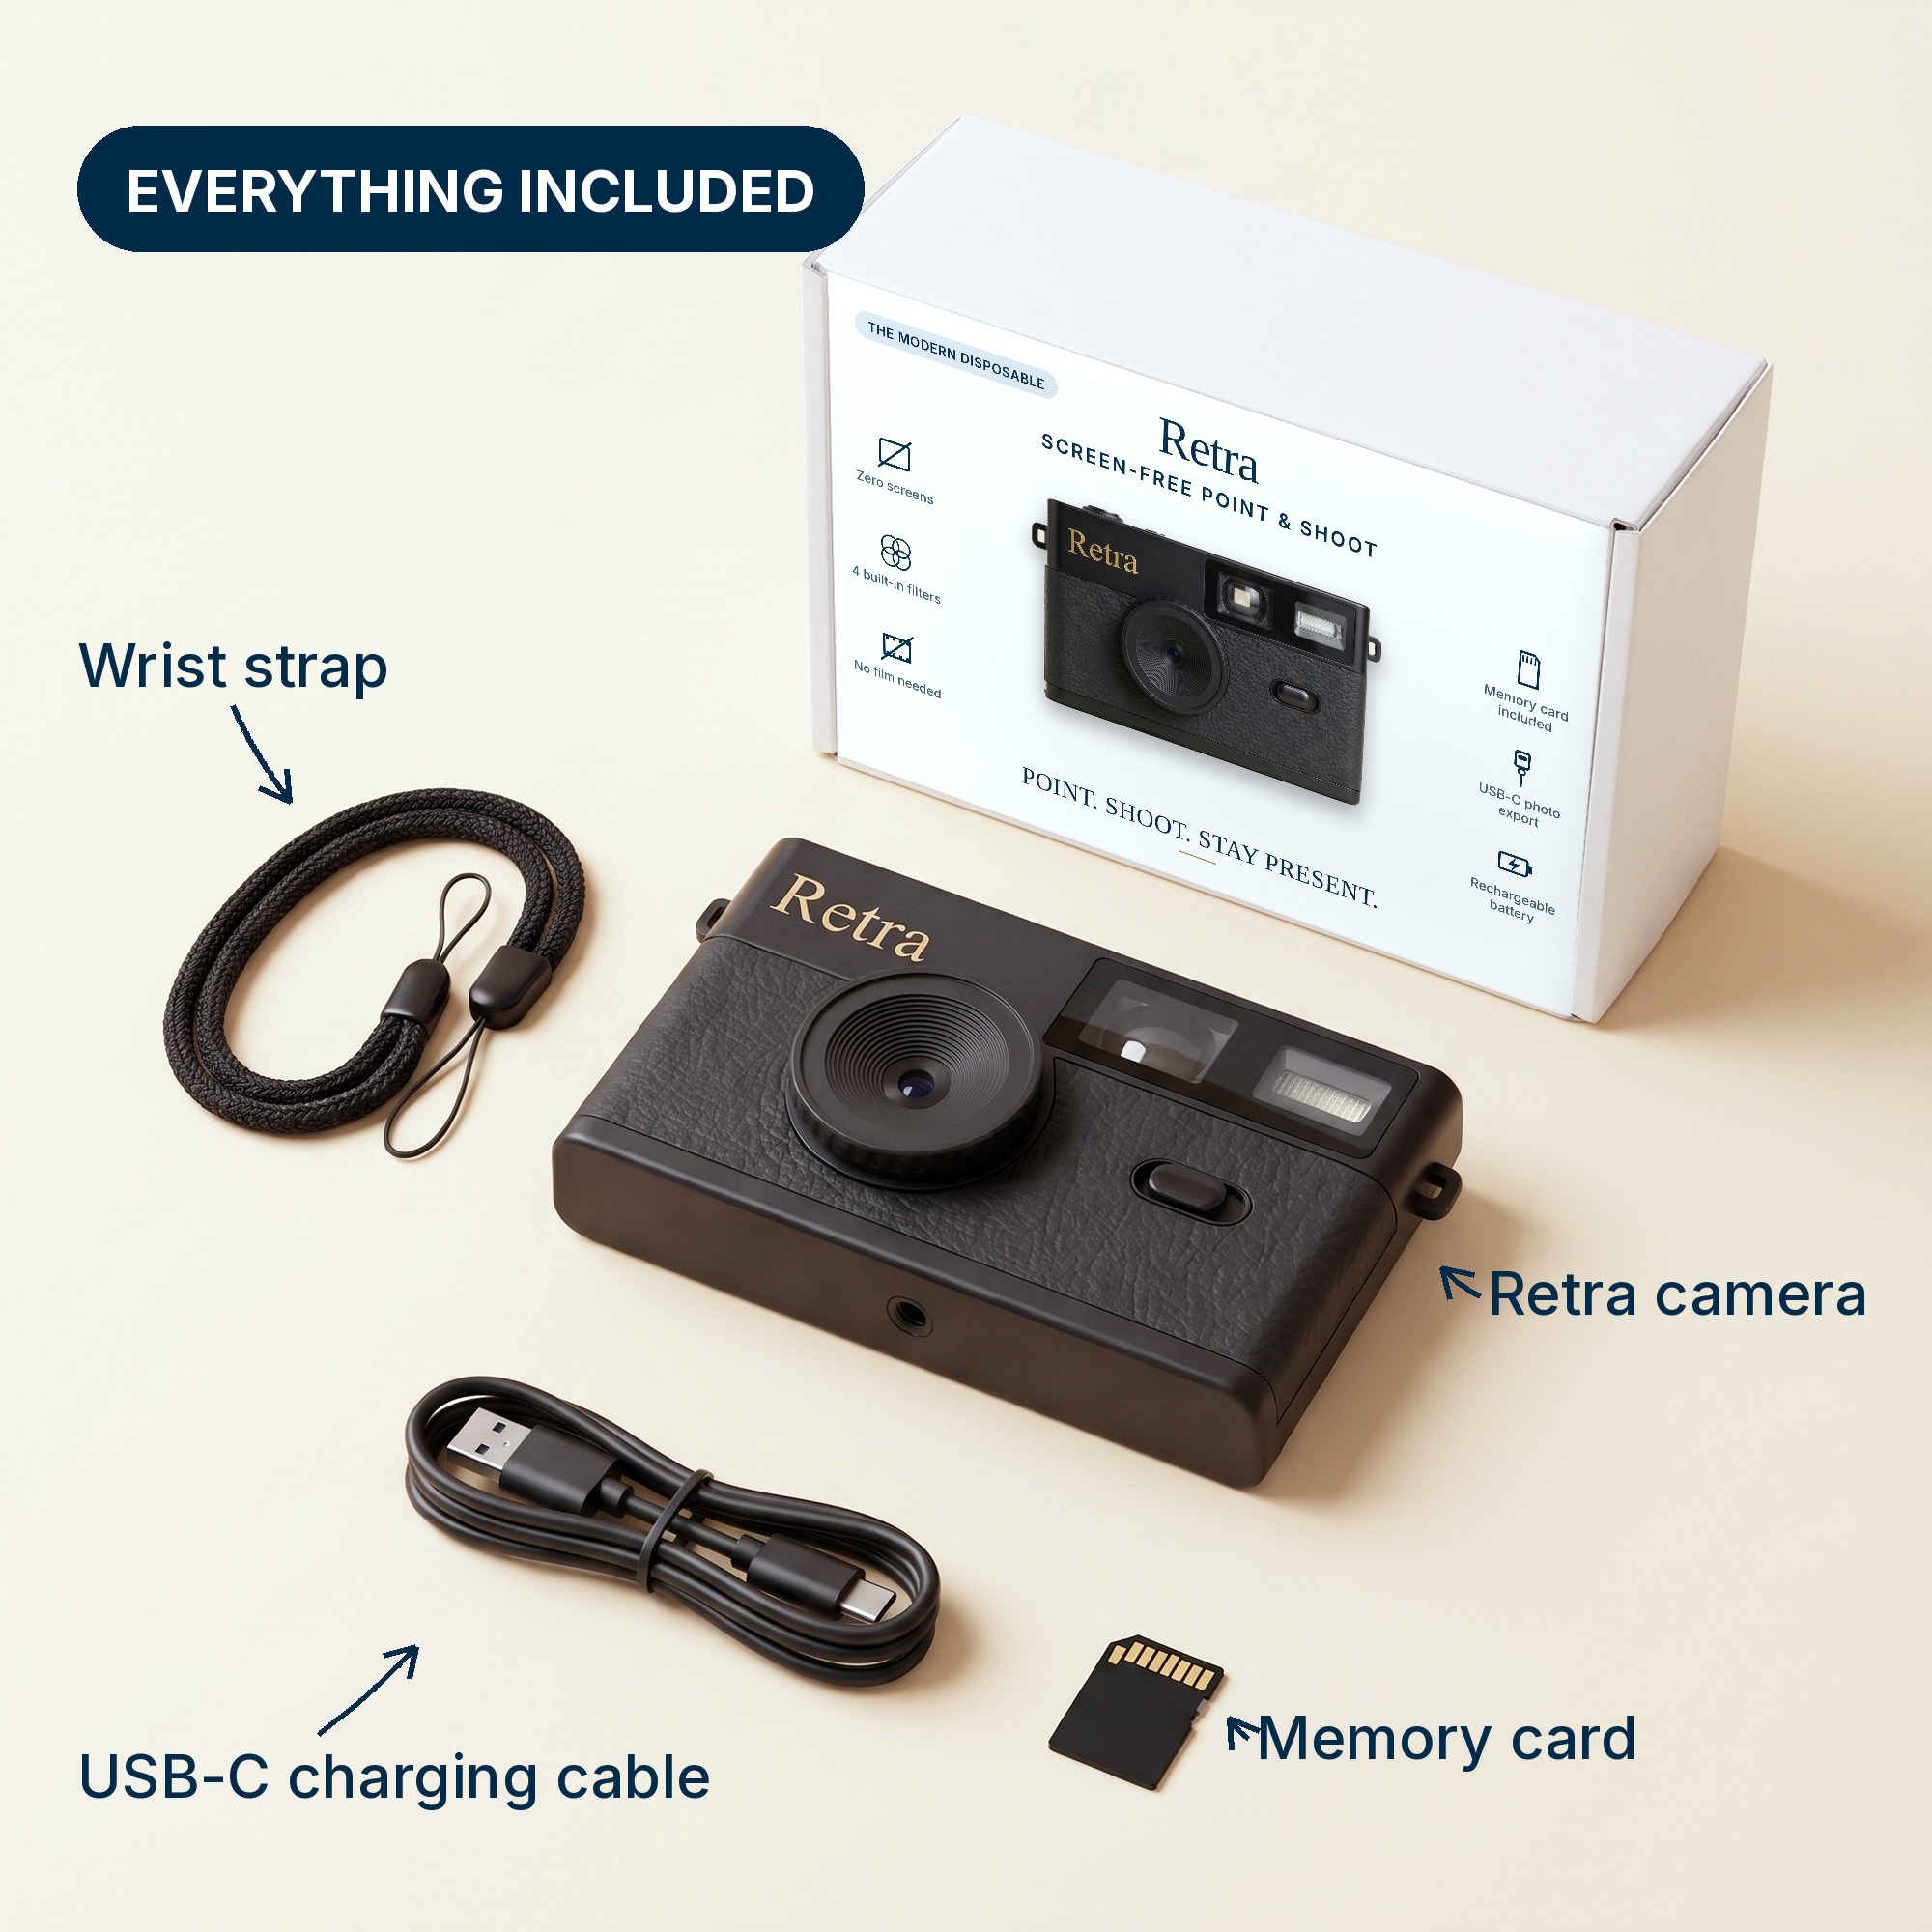 EVERYTHING INCLUDED
THE MODERN DISPOSABLE
Retra
SCREEN-FREE POINT & SHOOT
Zero screens
4 built-in filters
No film needed
Retra
Memory card
included
USB-C photo
export
Rechargeable
battery
POINT. SHOOT. STAY PRESENT.
Wrist strap
Retra
Retra camera
USB-C charging cable
Memory card